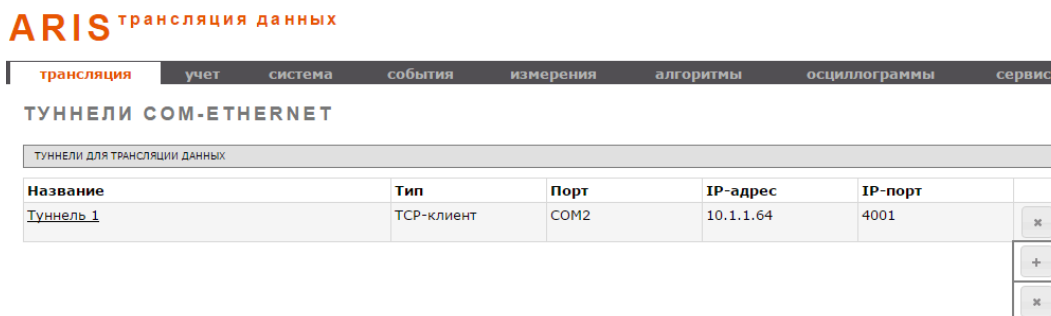 ARIS трансляция данных
трансляция учет система события измерения алгоритмы осциллограммы сервис
ТУННЕЛИ COM-ETHERNET
ТУННЕЛИ ДЛЯ ТРАНСЛЯЦИИ ДАННЫХ
Название Тип Порт IP-адрес IP-порт
Туннель 1 TCP-клиент COM2 10.1.1.64 4001